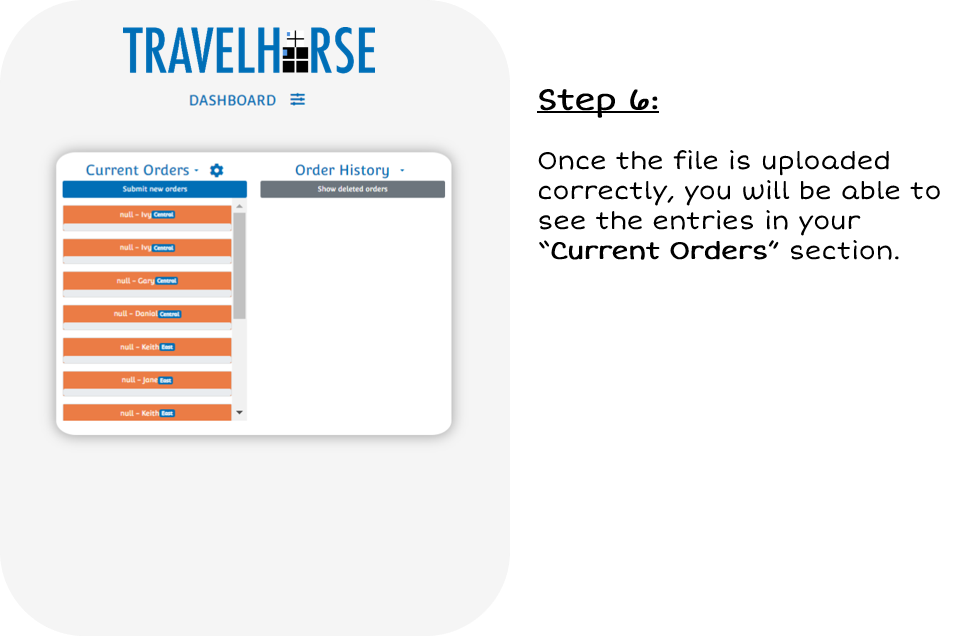 TRAVELHORSE
DASHBOARD
Current Orders -
Submit new orders
null - Ivy Central
null - Ivy Central
null - Gary Central
null - Daniel Central
null - Keith East
null - Jane East
null - Keith East
Order History -
Show deleted orders
Step 6:
Once the file is uploaded
correctly, you will be able to
see the entries in your
“Current Orders” section.